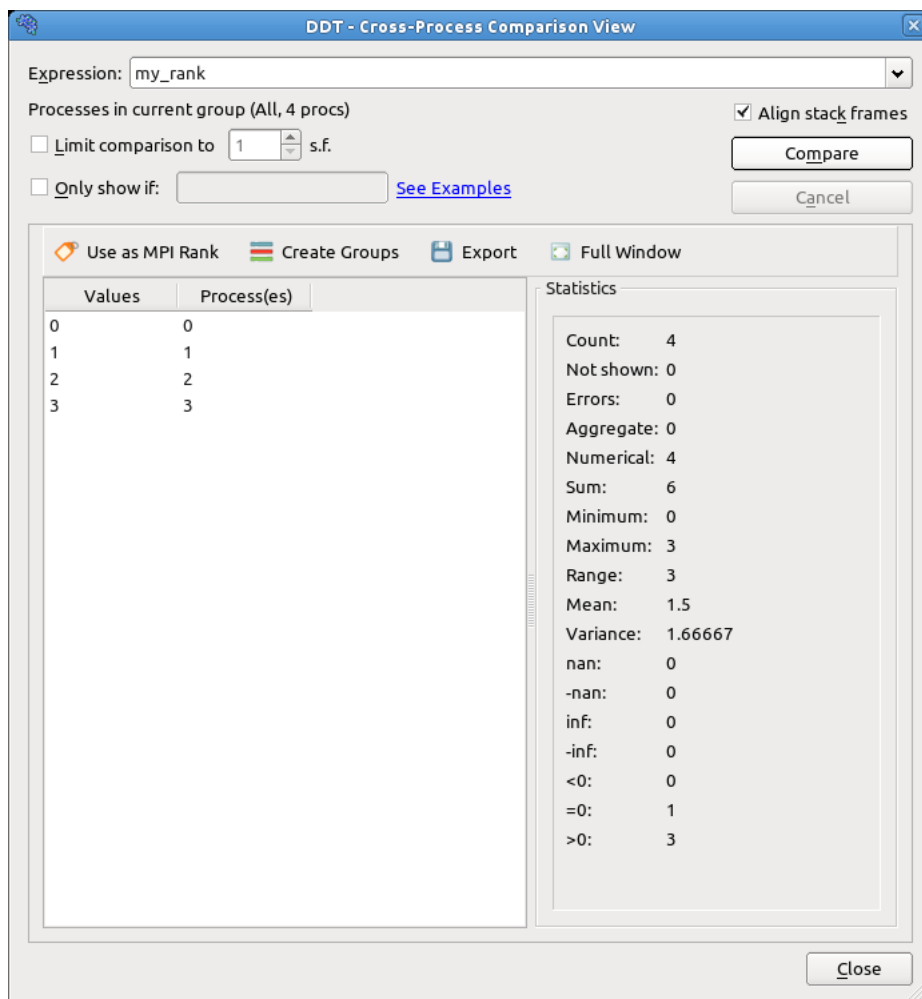 DDT - Cross-Process Comparison View
Expression: my_rank
Processes in current group (All, 4 procs)
Align stack frames
Limit comparison to 1 s.f.
Compare
Only show if: See Examples
Cancel
Use as MPI Rank Create Groups Export Full Window
Values Process(es)
0 0
1 1
2 2
3 3
Statistics
Count: 4
Not shown: 0
Errors: 0
Aggregate: 0
Numerical: 4
Sum: 6
Minimum: 0
Maximum: 3
Range: 3
Mean: 1.5
Variance: 1.66667
nan: 0
-nan: 0
inf: 0
-inf: 0
<0: 0
=0: 1
>0: 3
Close